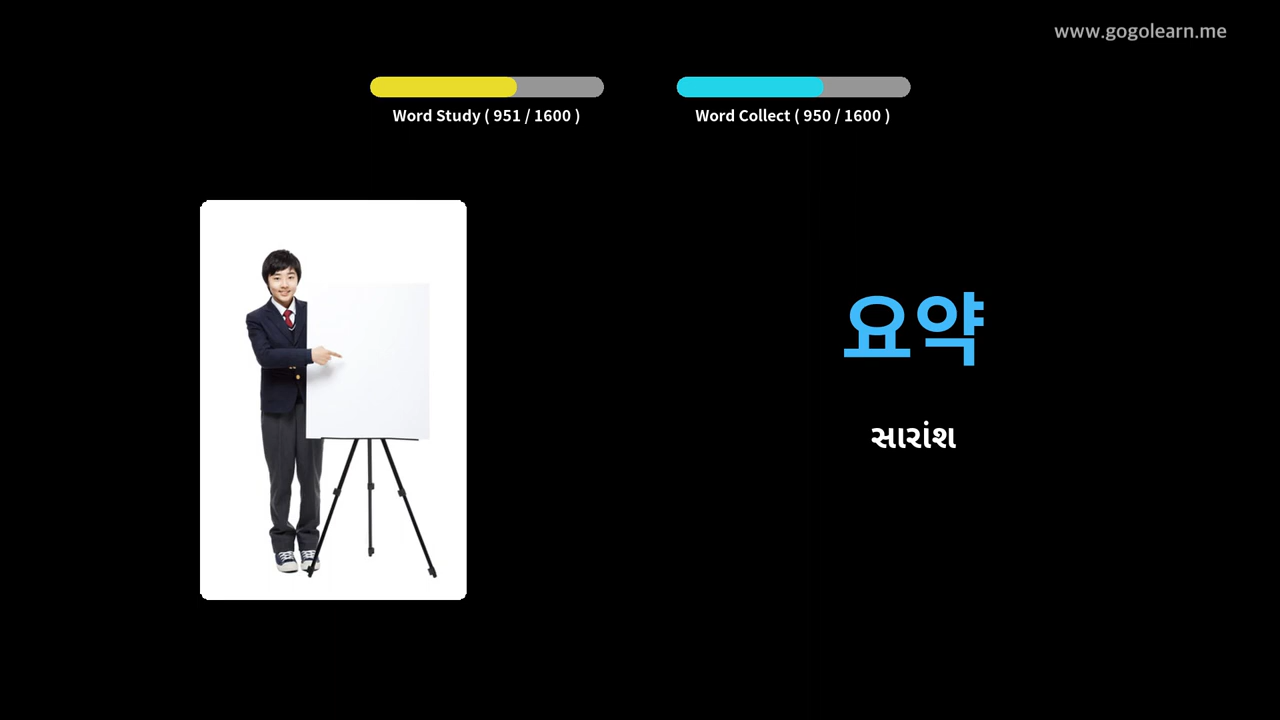 www.gogolearn.me
Word Study ( 951 / 1600 )
Word Collect ( 950 / 1600 )
요약
સારાંશ